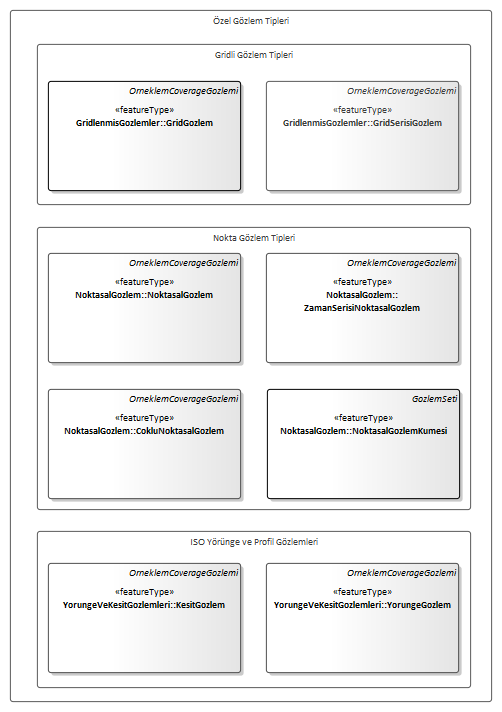 Özel Gözlem Tipleri
Gridli Gözlem Tipleri
OrneklemCoverageGozlemi
«featureType»
GridlenmisGozlemler::GridGozlem
OrneklemCoverageGozlemi
«featureType»
GridlenmisGozlemler::GridSerisiGozlem
Nokta Gözlem Tipleri
OrneklemCoverageGozlemi
«featureType»
NoktasalGozlem::NoktasalGozlem
OrneklemCoverageGozlemi
«featureType»
NoktasalGozlem::
ZamanSerisiNoktasalGozlem
OrneklemCoverageGozlemi
«featureType»
NoktasalGozlem::CokluNoktasalGozlem
GozlemSeti
«featureType»
NoktasalGozlem::NoktasalGozlemKumesi
ISO Yörünge ve Profil Gözlemleri
OrneklemCoverageGozlemi
«featureType»
YorungeVeKesitGozlemleri::KesitGozlem
OrneklemCoverageGozlemi
«featureType»
YorungeVeKesitGozlemleri::YorungeGozlem